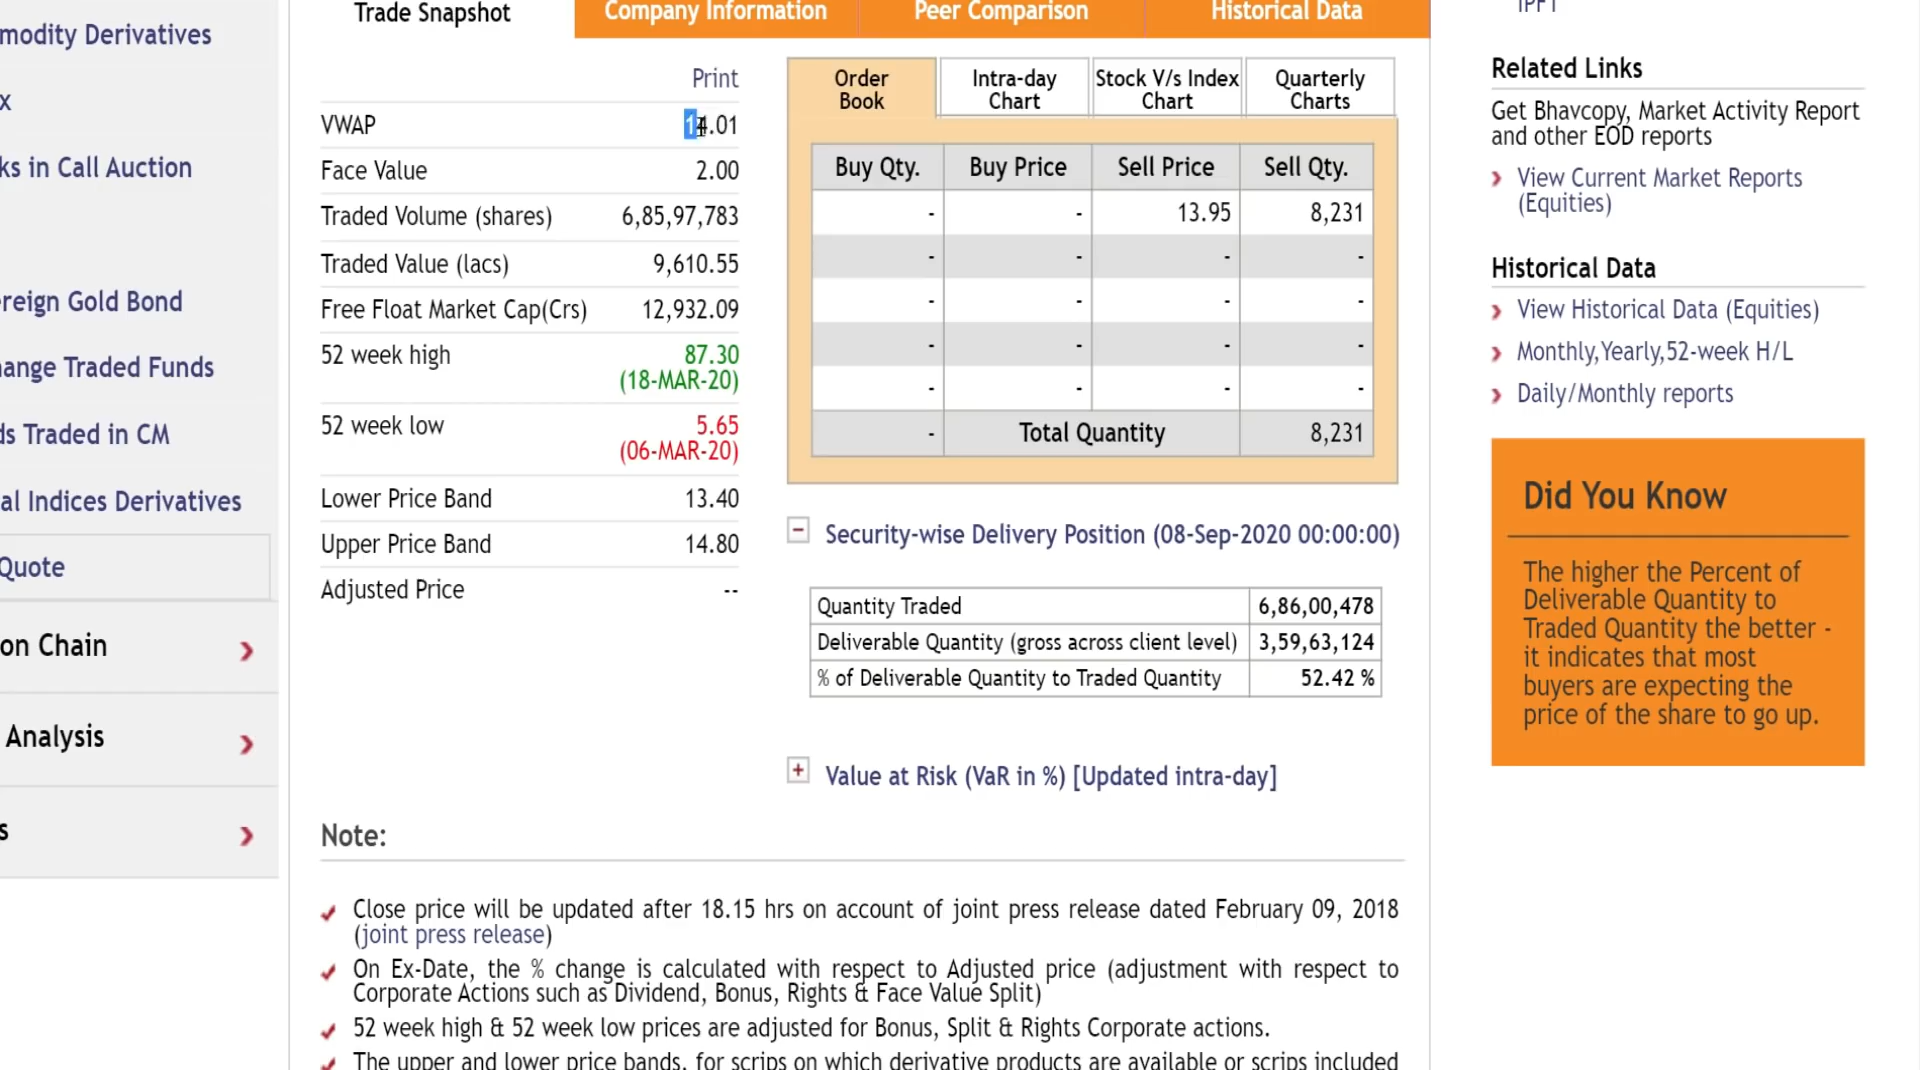 modity Derivatives
x
ks in Call Auction
ereign Gold Bond
hange Traded Funds
ds Traded in CM
al Indices Derivatives
Quote
on Chain
Analysis
s
Trade Snapshot
Company Information
Peer Comparison
Historical Data
Print
VWAP 14.01
Face Value 2.00
Traded Volume (shares) 6,85,97,783
Traded Value (lacs) 9,610.55
Free Float Market Cap(Crs) 12,932.09
52 week high 87.30
(18-MAR-20)
52 week low 5.65
(06-MAR-20)
Lower Price Band 13.40
Upper Price Band 14.80
Adjusted Price --
Order
Book
Intra-day
Chart
Stock V/s Index
Chart
Quarterly
Charts
Buy Qty. Buy Price Sell Price Sell Qty.
- - 13.95 8,231
- - - -
- - - -
- - - -
- - - -
- Total Quantity 8,231
Security-wise Delivery Position (08-Sep-2020 00:00:00)
Quantity Traded 6,86,00,478
Deliverable Quantity (gross across client level) 3,59,63,124
% of Deliverable Quantity to Traded Quantity 52.42 %
Value at Risk (VaR in %) [Updated intra-day]
Note:
Close price will be updated after 18.15 hrs on account of joint press release dated February 09, 2018
(joint press release)
On Ex-Date, the % change is calculated with respect to Adjusted price (adjustment with respect to
Corporate Actions such as Dividend, Bonus, Rights & Face Value Split)
52 week high & 52 week low prices are adjusted for Bonus, Split & Rights Corporate actions.
The upper and lower price bands, for scrips on which derivative products are available or scrips included
IPFT
Related Links
Get Bhavcopy, Market Activity Report
and other EOD reports
View Current Market Reports
(Equities)
Historical Data
View Historical Data (Equities)
Monthly,Yearly,52-week H/L
Daily/Monthly reports
Did You Know
The higher the Percent of
Deliverable Quantity to
Traded Quantity the better -
it indicates that most
buyers are expecting the
price of the share to go up.